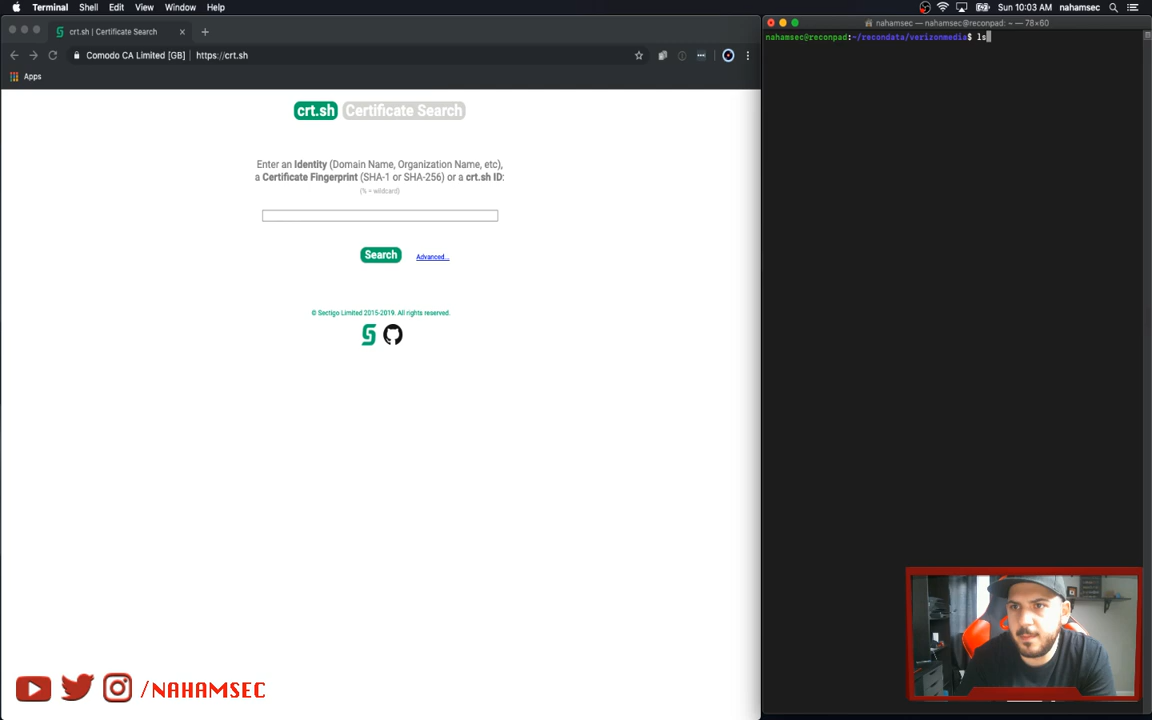 Terminal Shell Edit View Window Help
Sun 10:03 AM nahamsec
crt.sh | Certificate Search
nahamsec — nahamsec@reconpad: ~ — 78×60
nahamsec@reconpad:~/recondata/verizonmedia$ ls
Comodo CA Limited [GB] https://crt.sh
Apps
crt.sh Certificate Search
Enter an Identity (Domain Name, Organization Name, etc),
a Certificate Fingerprint (SHA-1 or SHA-256) or a crt.sh ID:
(% = wildcard)
Search Advanced...
© Sectigo Limited 2015-2019. All rights reserved.
/NAHAMSEC